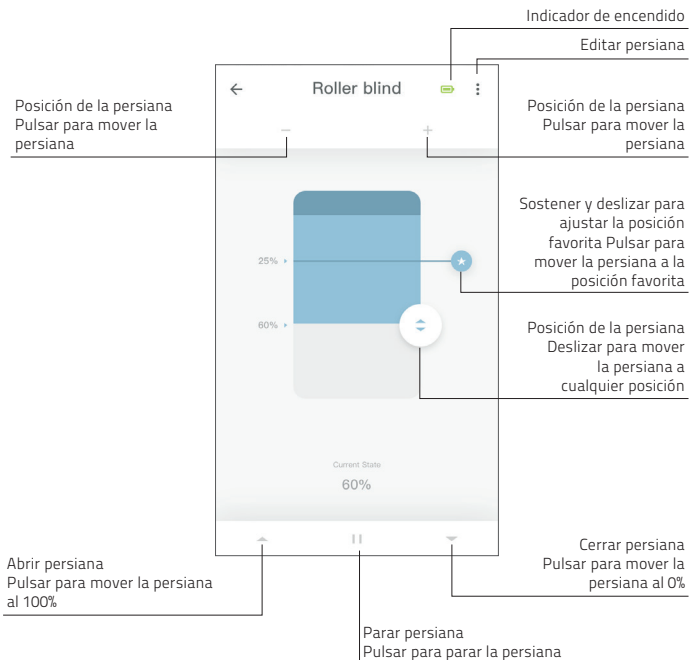 Indicador de encendido
Editar persiana
Roller blind
Posición de la persiana
Pulsar para mover la
persiana
−
+
Posición de la persiana
Pulsar para mover la
persiana
Sostener y deslizar para
ajustar la posición
favorita Pulsar para
mover la persiana a la
posición favorita
25%
60%
Posición de la persiana
Deslizar para mover
la persiana a
cualquier posición
Current State
60%
Abrir persiana
Pulsar para mover la persiana
al 100%
Cerrar persiana
Pulsar para mover la
persiana al 0%
Parar persiana
Pulsar para parar la persiana